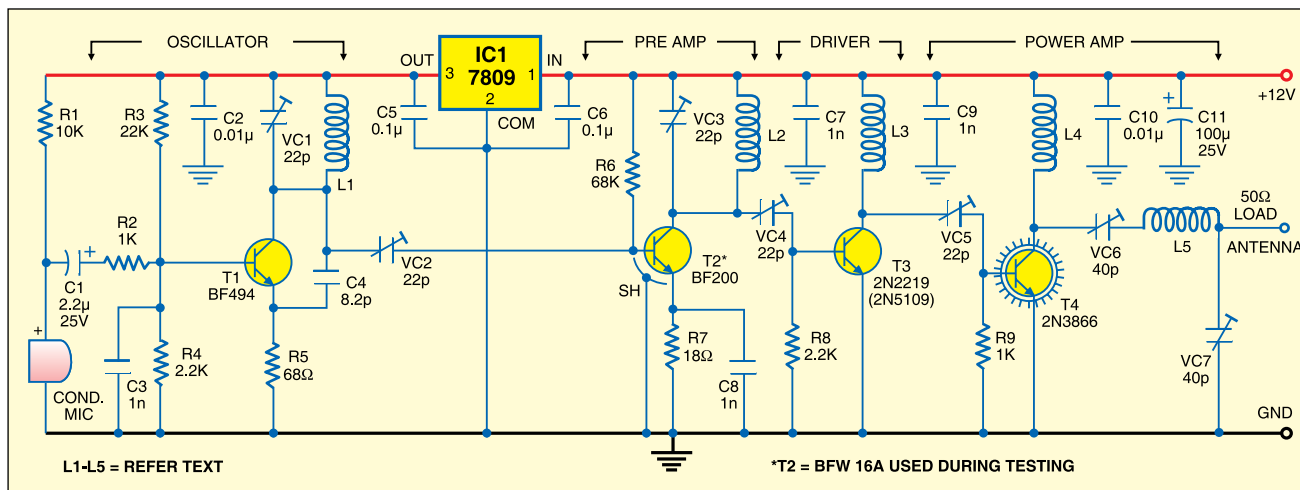 OSCILLATOR
PRE AMP
DRIVER
POWER AMP
OUT
IC1
7809
IN
3
1
2
COM
+12V
R1
10K
R3
22K
C2
0.01µ
VC1
22p
L1
C5
0.1µ
C6
0.1µ
R6
68K
VC3
22p
L2
C7
1n
L3
C9
1n
L4
C10
0.01µ
+
C11
100µ
25V
50Ω
LOAD
ANTENNA
R2
1K
+
C1
2.2µ
25V
T1
BF494
C4
8.2p
VC2
22p
SH
T2*
BF200
VC4
22p
T3
2N2219
(2N5109)
VC5
22p
T4
2N3866
VC6
40p
L5
VC7
40p
+
COND.
MIC
C3
1n
R4
2.2K
R5
68Ω
R7
18Ω
C8
1n
R8
2.2K
R9
1K
GND
L1-L5 = REFER TEXT
*T2 = BFW 16A USED DURING TESTING